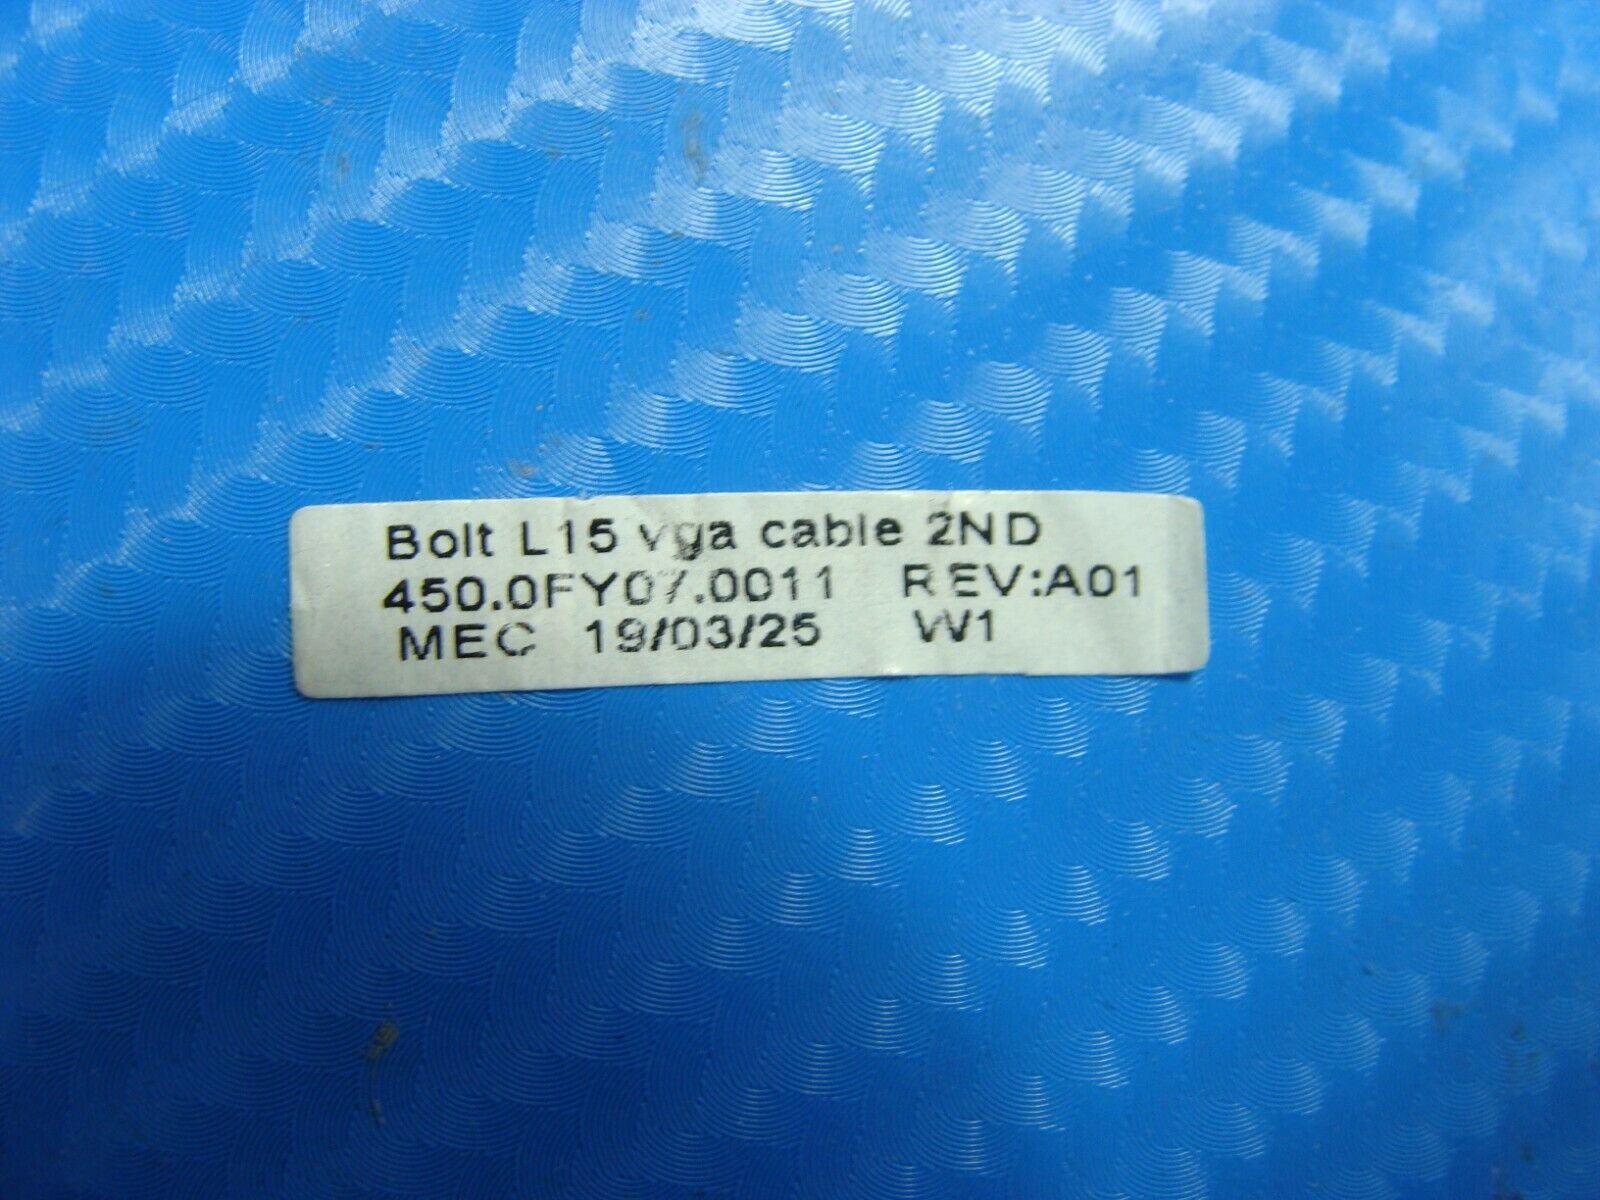 Bolt L15 vga cable 2ND
450.0FY07.0011 REV:A01
MEC 19/03/25 W1